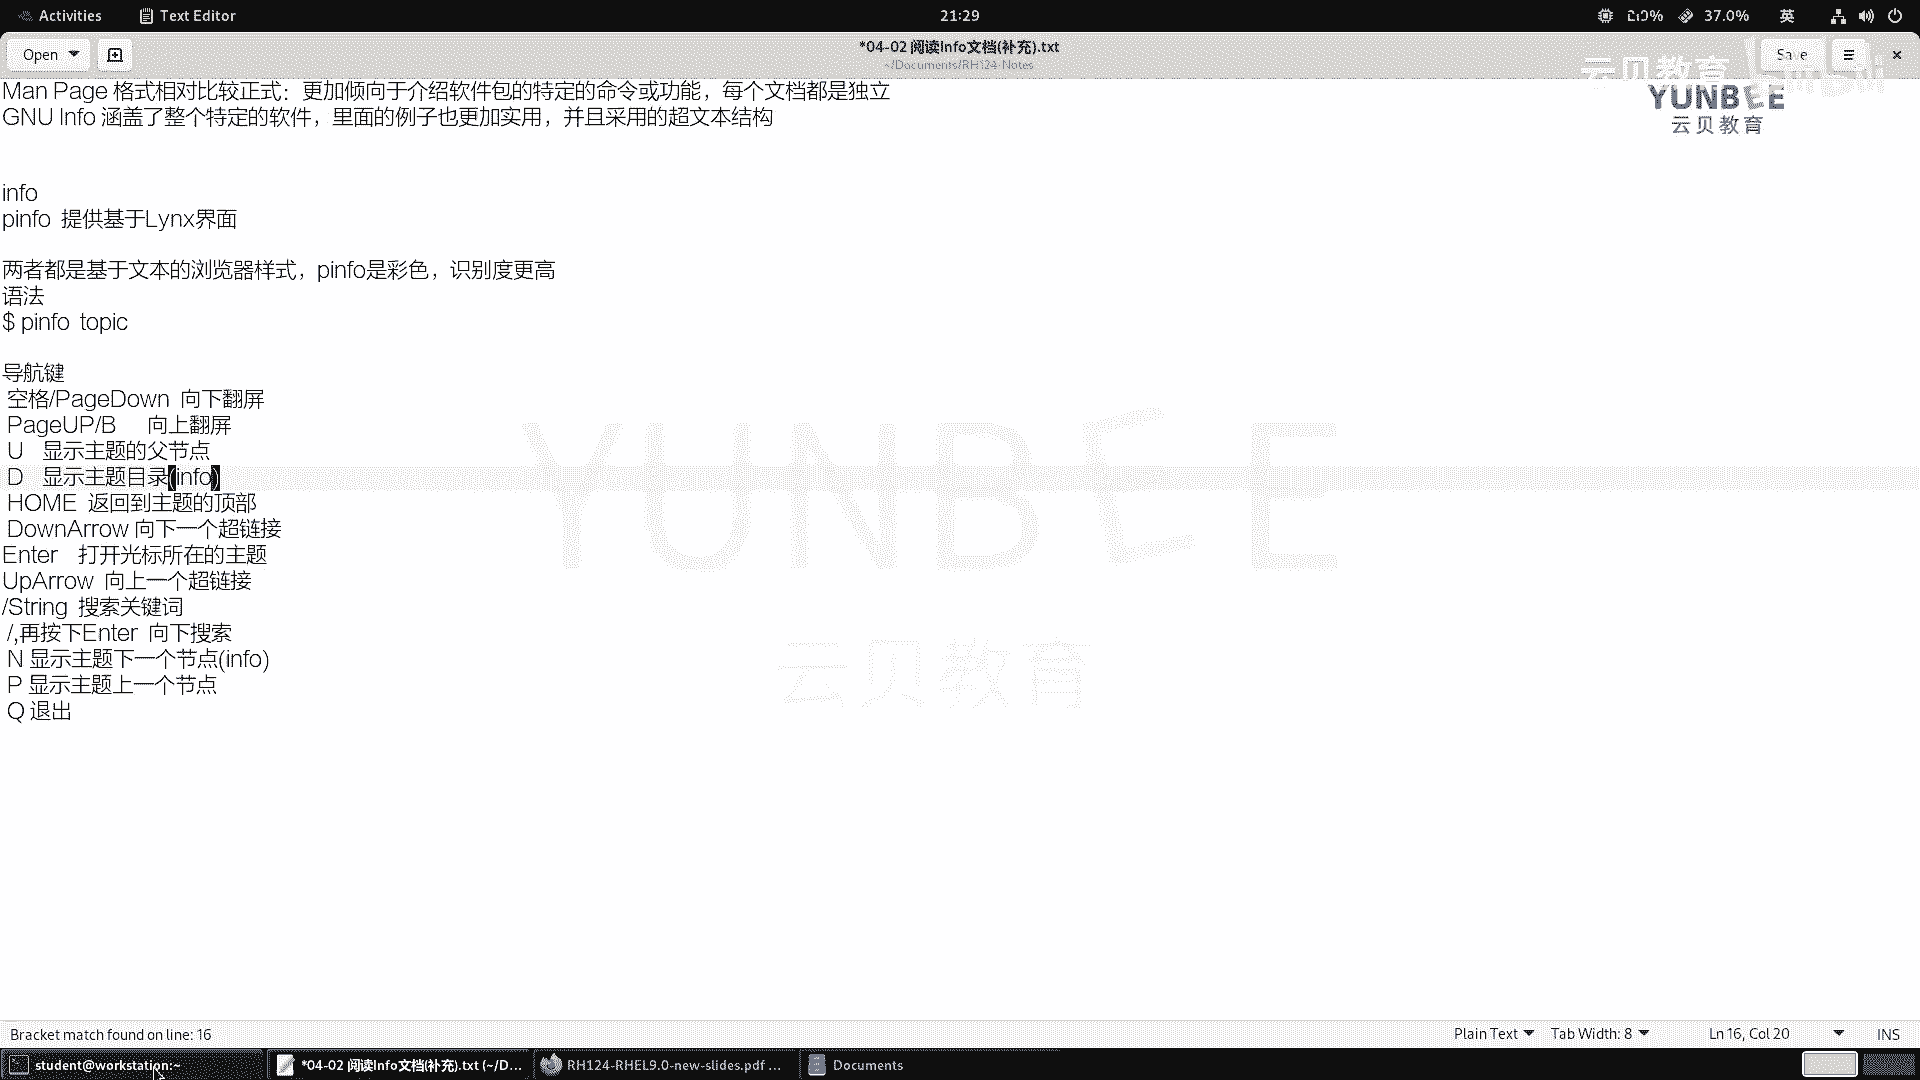 Activities Text Editor 21:29 37.0% 英
Open *04-02 阅读Info文档(补充).txt Save
~/Documents/RH124-Notes
云贝教育
YUNBEE
云贝教育
Man Page 格式相对比较正式：更加倾向于介绍软件包的特定的命令或功能，每个文档都是独立
GNU Info 涵盖了整个特定的软件，里面的例子也更加实用，并且采用的超文本结构
info
pinfo 提供基于Lynx界面
两者都是基于文本的浏览器样式，pinfo是彩色，识别度更高
语法
$ pinfo topic
导航键
空格/PageDown 向下翻屏
PageUP/B 向上翻屏
U 显示主题的父节点
D 显示主题目录(info)
HOME 返回到主题的顶部
DownArrow 向下一个超链接
Enter 打开光标所在的主题
UpArrow 向上一个超链接
/String 搜索关键词
/,再按下Enter 向下搜索
N 显示主题下一个节点(info)
P 显示主题上一个节点
Q 退出
YUNBEE
云贝教育
Bracket match found on line: 16 Plain Text Tab Width: 8 Ln 16, Col 20 INS
student@workstation:~ *04-02 阅读Info文档(补充).txt (~/D... RH124-RHEL9.0-new-slides.pdf ... Documents